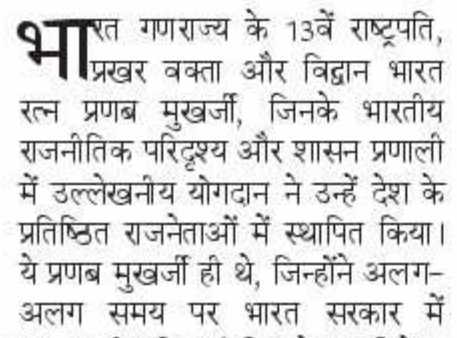 भारत गणराज्य के 13वें राष्ट्रपति,
प्रखर वक्ता और विद्वान भारत
रत्न प्रणब मुखर्जी, जिनके भारतीय
राजनीतिक परिदृश्य और शासन प्रणाली
में उल्लेखनीय योगदान ने उन्हें देश के
प्रतिष्ठित राजनेताओं में स्थापित किया।
ये प्रणब मुखर्जी ही थे, जिन्होंने अलग-
अलग समय पर भारत सरकार में